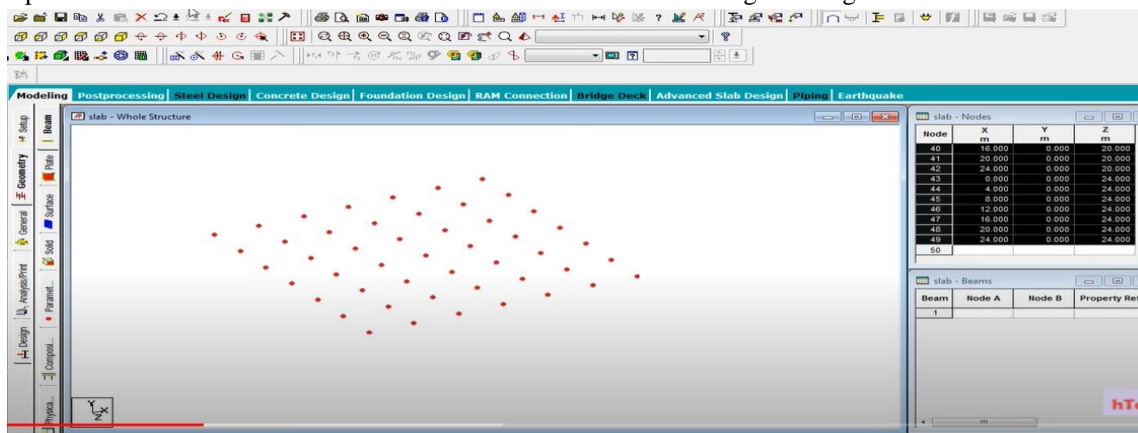 Modeling Postprocessing Steel Design Concrete Design Foundation Design RAM Connection Bridge Deck Advanced Slab Design Piping Earthquake
Setup
Geometry
General
Analysis/Print
Design
Beam
Plate
Surface
Solid
Paramet...
Composi...
Physica...
slab - Whole Structure
Y
X
Z
slab - Nodes
Node X m Y m Z m
40 16.000 0.000 20.000
41 20.000 0.000 20.000
42 24.000 0.000 20.000
43 0.000 0.000 24.000
44 4.000 0.000 24.000
45 8.000 0.000 24.000
46 12.000 0.000 24.000
47 16.000 0.000 24.000
48 20.000 0.000 24.000
49 24.000 0.000 24.000
50
slab - Beams
Beam Node A Node B Property Re
1